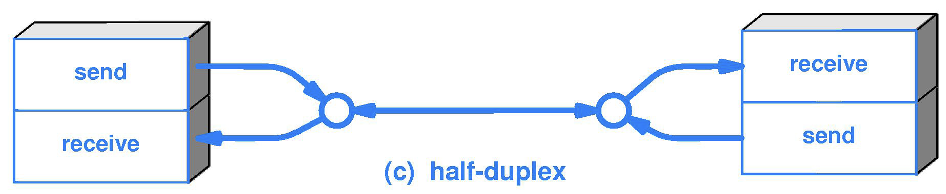 send
receive
receive
send
(c) half-duplex